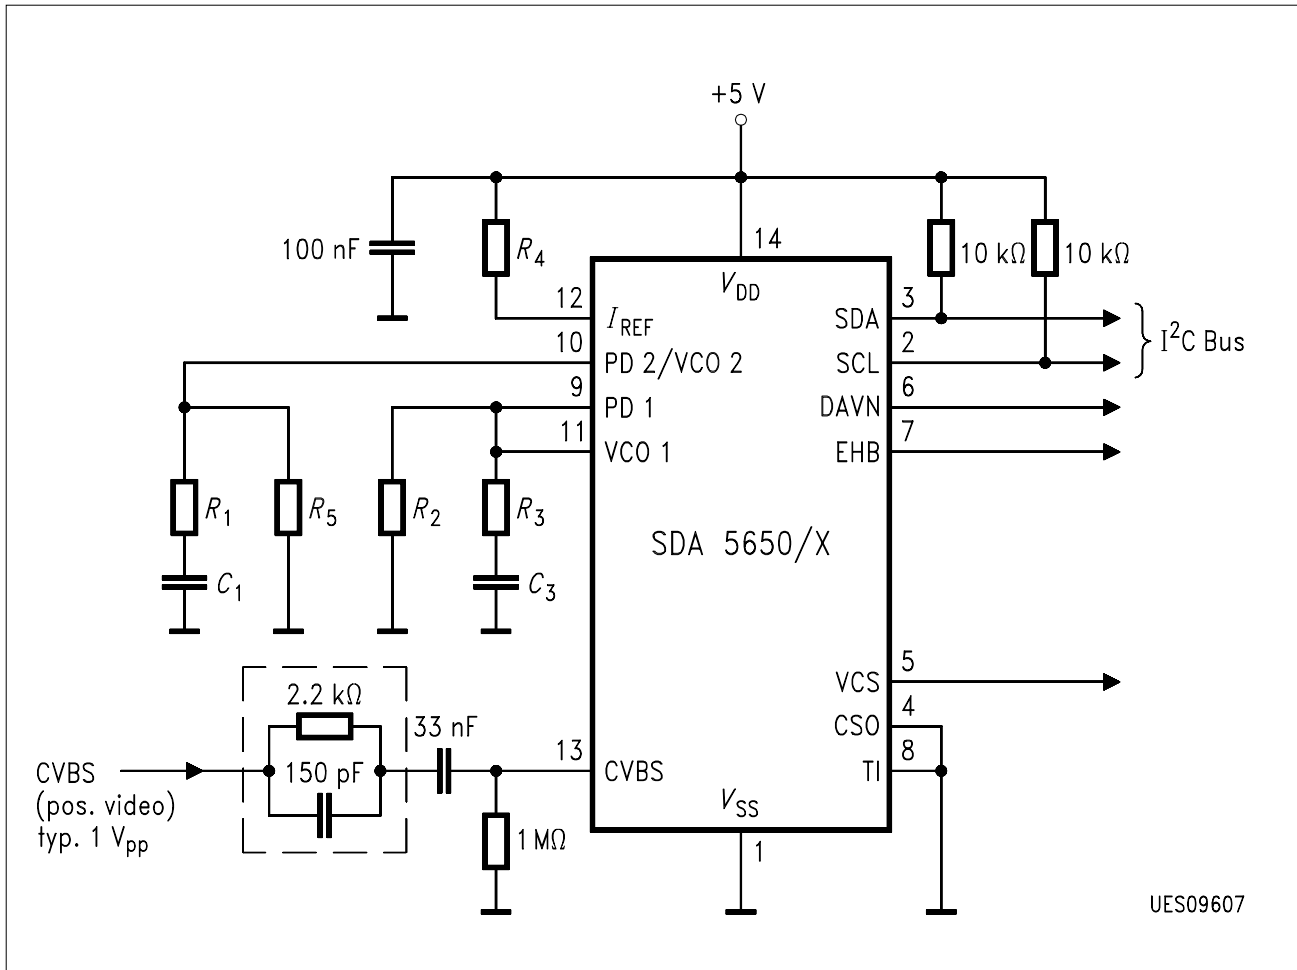 +5 V
14
100 nF
R4
10 kΩ
10 kΩ
VDD
12
IREF
3
SDA
I²C Bus
10
PD 2/VCO 2
2
SCL
9
PD 1
6
DAVN
11
VCO 1
7
EHB
R1
R5
R2
R3
SDA 5650/X
C1
C3
5
VCS
2.2 kΩ
4
CSO
33 nF
13
CVBS
8
TI
150 pF
CVBS
(pos. video)
typ. 1 Vpp
VSS
1 MΩ
1
UES09607